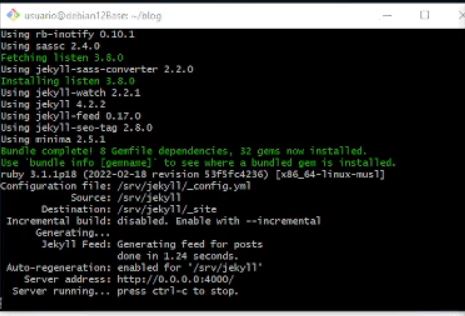 usuario@debian12Base: ~/blog
Using rb-inotify 0.10.1
Using sassc 2.4.0
Fetching listen 3.8.0
Using jekyll-sass-converter 2.2.0
Installing listen 3.8.0
Using jekyll-watch 2.2.1
Using jekyll 4.2.2
Using jekyll-feed 0.17.0
Using jekyll-seo-tag 2.8.0
Using minima 2.5.1
Bundle complete! 8 Gemfile dependencies, 32 gems now installed.
Use `bundle info [gemname]` to see where a bundled gem is installed.
ruby 3.1.1p18 (2022-02-18 revision 53f5fc4236) [x86_64-linux-musl]
Configuration file: /srv/jekyll/_config.yml
Source: /srv/jekyll
Destination: /srv/jekyll/_site
Incremental build: disabled. Enable with --incremental
Generating...
Jekyll Feed: Generating feed for posts
done in 1.24 seconds.
Auto-regeneration: enabled for '/srv/jekyll'
Server address: http://0.0.0.0:4000/
Server running... press ctrl-c to stop.